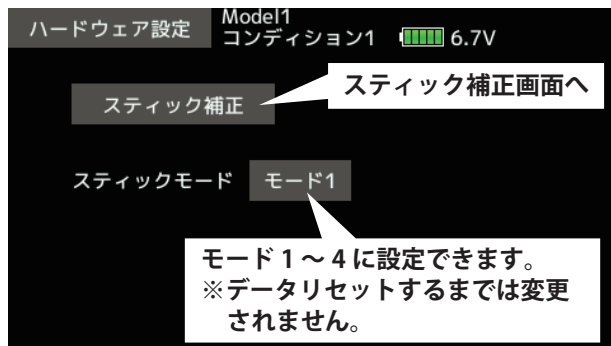 ハードウェア設定
Model1
コンディション1 6.7V
スティック補正
スティック補正画面へ
スティックモード モード1
モード 1 ～ 4 に設定できます。
※データリセットするまでは変更
されません。